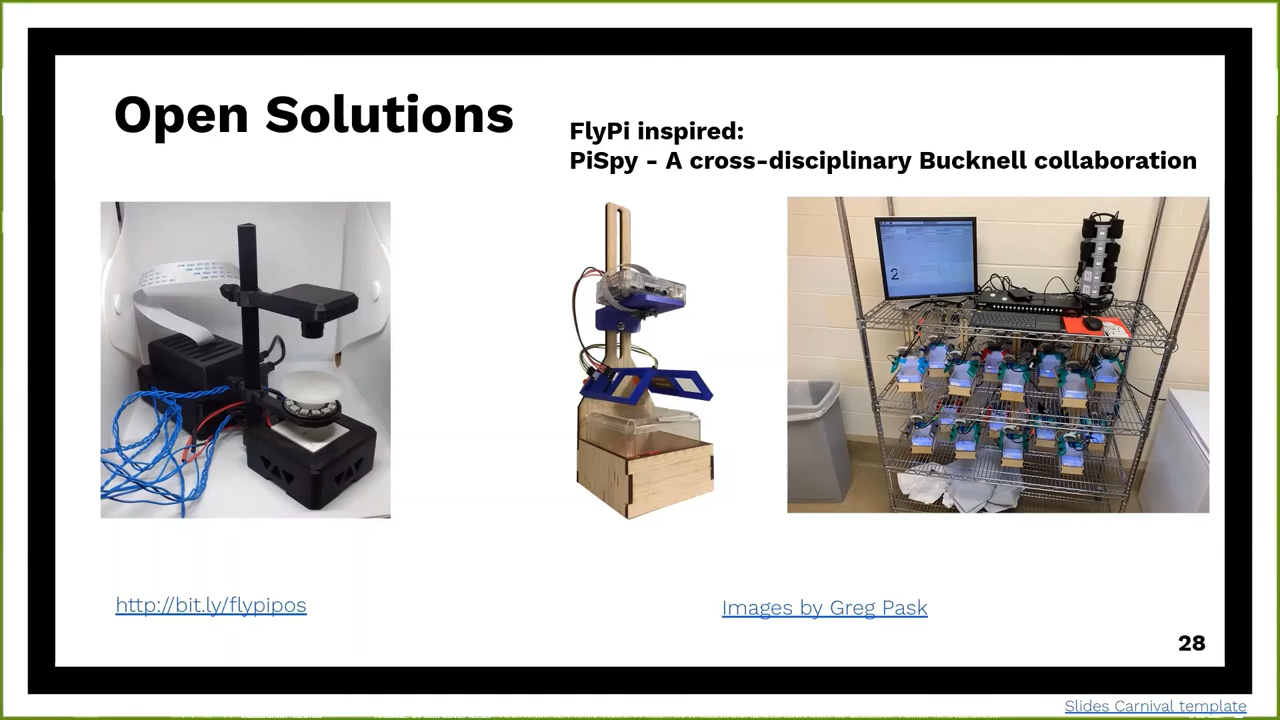 Open Solutions
FlyPi inspired:
PiSpy - A cross-disciplinary Bucknell collaboration
2
http://bit.ly/flypipos
Images by Greg Pask
28
Slides Carnival template